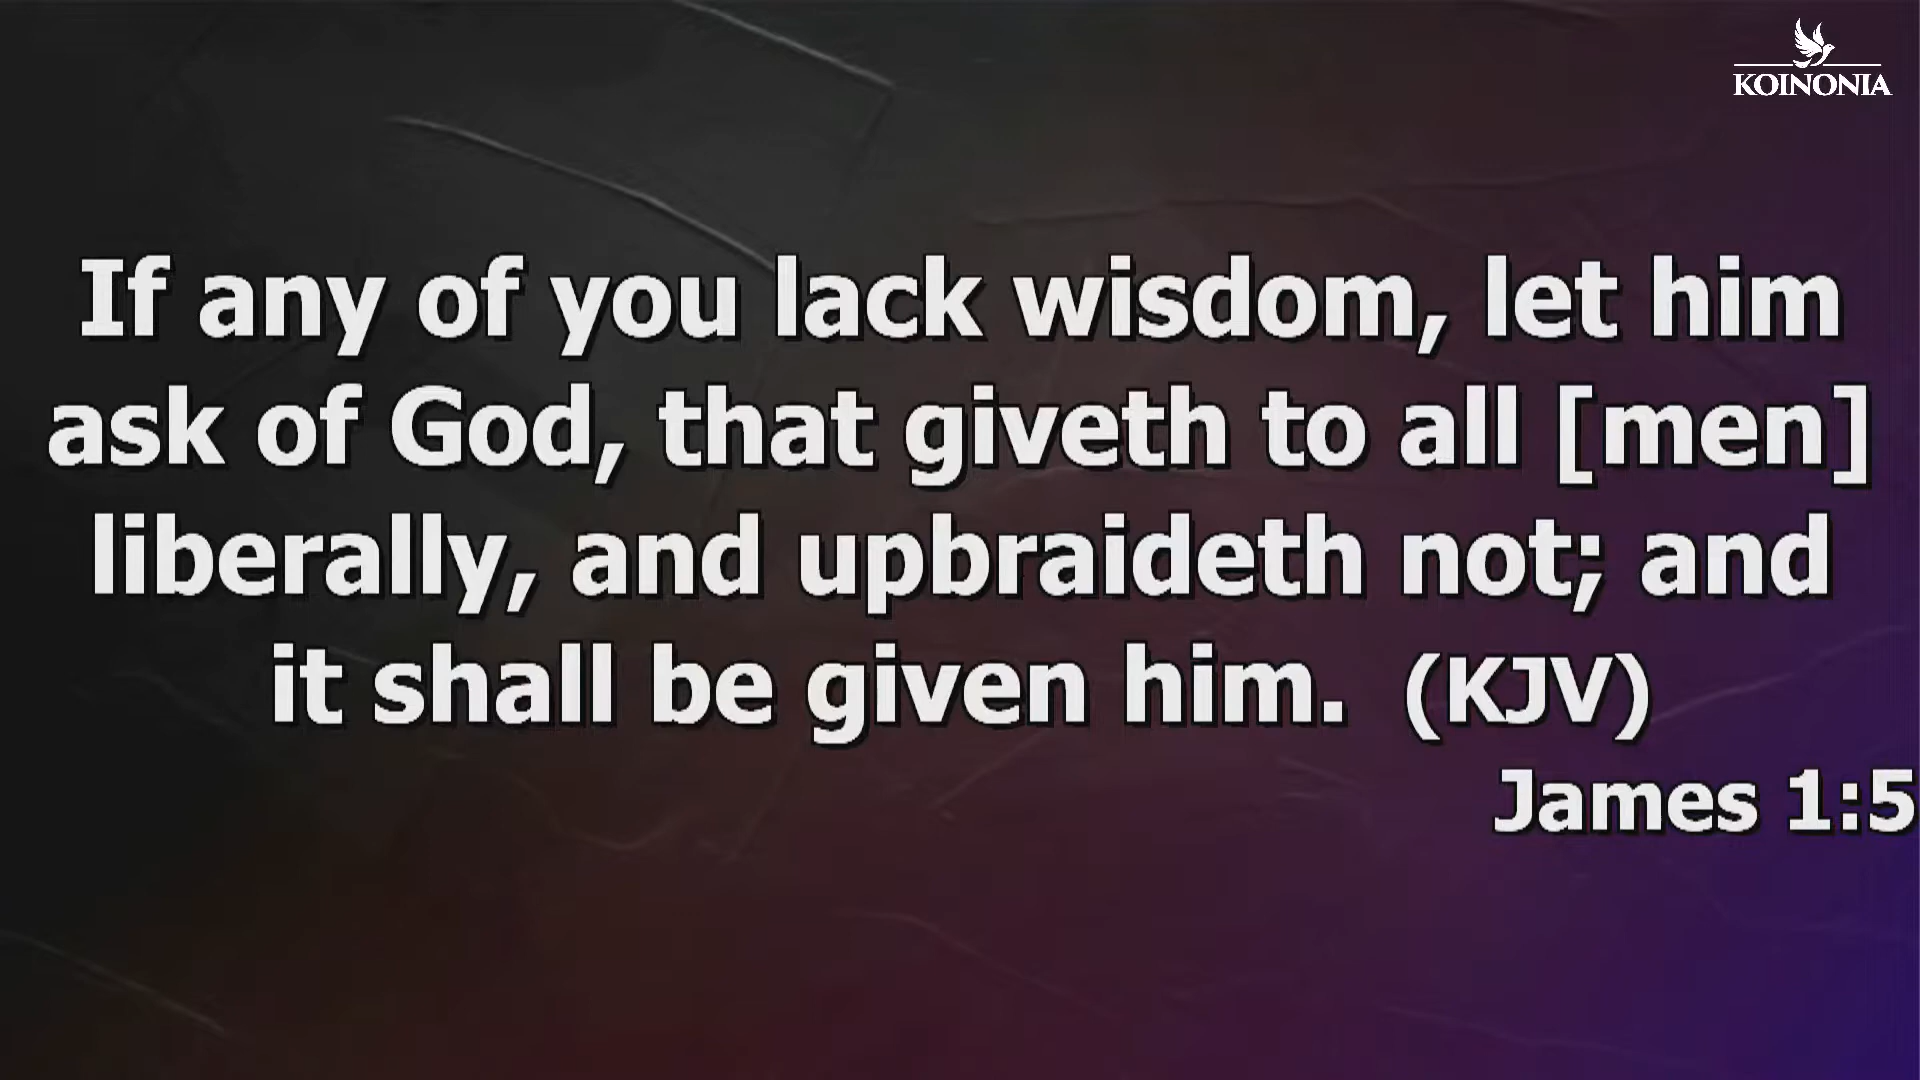 KOINONIA
If any of you lack wisdom, let him
ask of God, that giveth to all [men]
liberally, and upbraideth not; and
it shall be given him. (KJV)
James 1:5